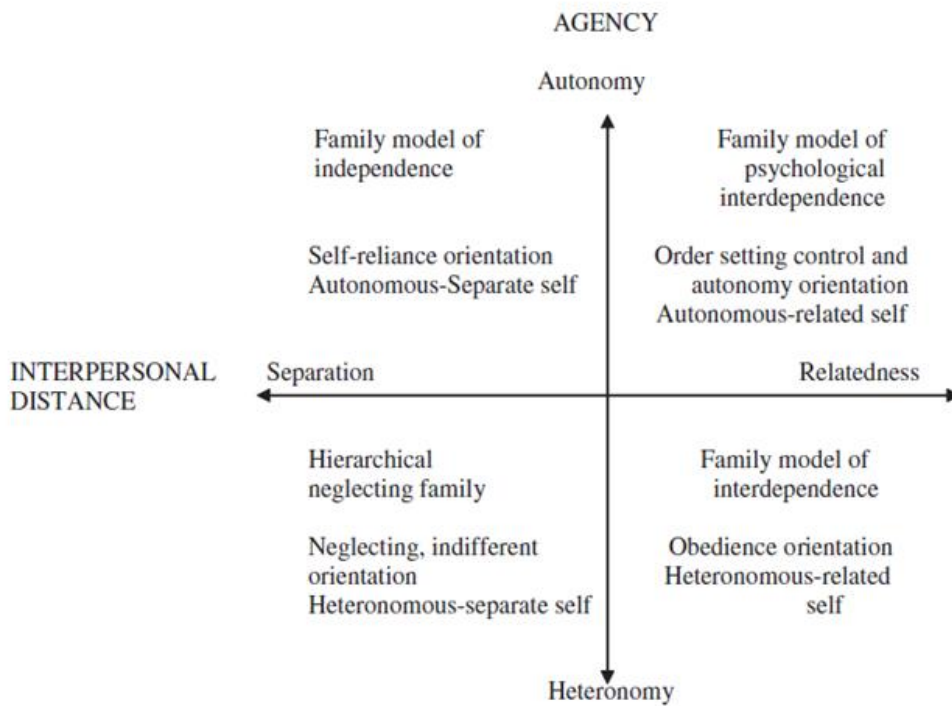 AGENCY
Autonomy
Family model of
independence
Family model of
psychological
interdependence
Self-reliance orientation
Autonomous-Separate self
Order setting control and
autonomy orientation
Autonomous-related self
INTERPERSONAL
DISTANCE
Separation
Relatedness
Hierarchical
neglecting family
Family model of
interdependence
Neglecting, indifferent
orientation
Heteronomous-separate self
Obedience orientation
Heteronomous-related
self
Heteronomy